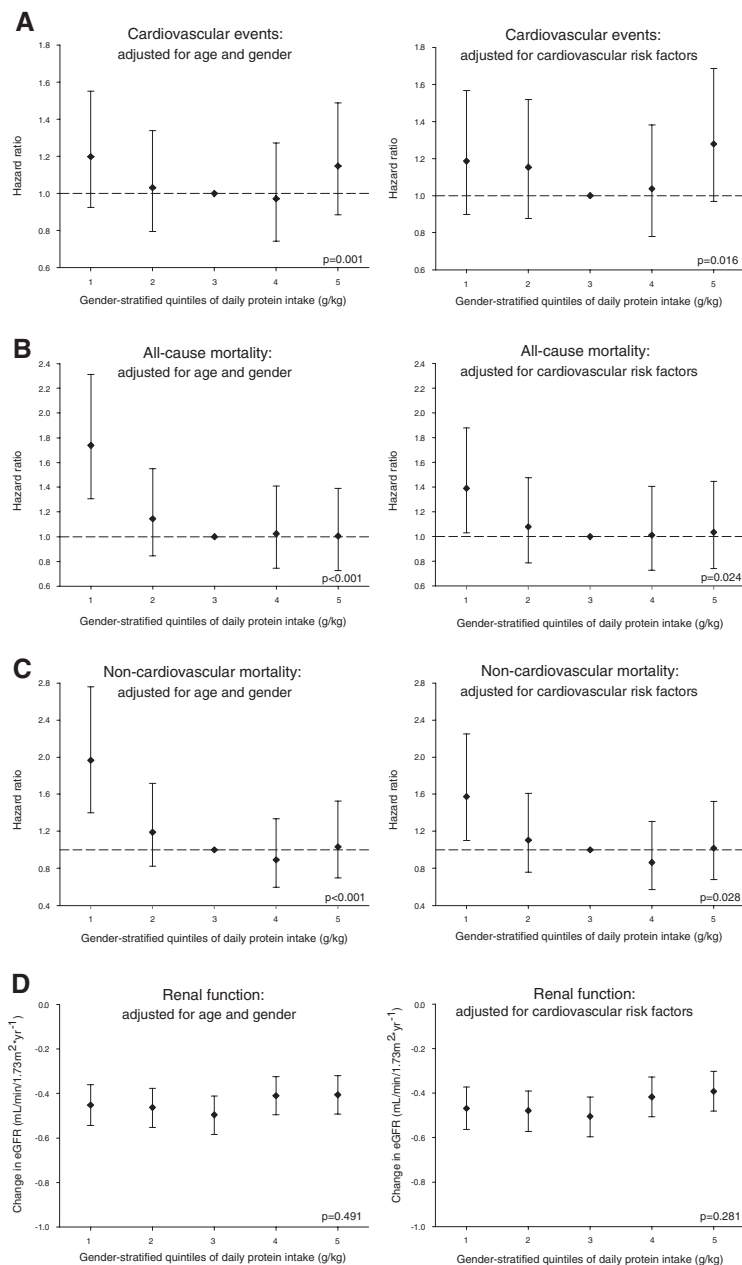 A
Cardiovascular events:
adjusted for age and gender
1.8
1.6
1.4
1.2
1.0
0.8
0.6
Hazard ratio
p=0.001
1 2 3 4 5
Gender-stratified quintiles of daily protein intake (g/kg)
Cardiovascular events:
adjusted for cardiovascular risk factors
1.8
1.6
1.4
1.2
1.0
0.8
0.6
Hazard ratio
p=0.016
1 2 3 4 5
Gender-stratified quintiles of daily protein intake (g/kg)
B
All-cause mortality:
adjusted for age and gender
2.4
2.2
2.0
1.8
1.6
1.4
1.2
1.0
0.8
0.6
Hazard ratio
p<0.001
1 2 3 4 5
Gender-stratified quintiles of daily protein intake (g/kg)
All-cause mortality:
adjusted for cardiovascular risk factors
2.4
2.2
2.0
1.8
1.6
1.4
1.2
1.0
0.8
0.6
Hazard ratio
p=0.024
1 2 3 4 5
Gender-stratified quintiles of daily protein intake (g/kg)
C
Non-cardiovascular mortality:
adjusted for age and gender
2.8
2.4
2.0
1.6
1.2
0.8
0.4
Hazard ratio
p<0.001
1 2 3 4 5
Gender-stratified quintiles of daily protein intake (g/kg)
Non-cardiovascular mortality:
adjusted for cardiovascular risk factors
2.8
2.4
2.0
1.6
1.2
0.8
0.4
Hazard ratio
p=0.028
1 2 3 4 5
Gender-stratified quintiles of daily protein intake (g/kg)
D
Renal function:
adjusted for age and gender
0.0
-0.2
-0.4
-0.6
-0.8
-1.0
Change in eGFR (mL/min/1.73m²*yr⁻¹)
p=0.491
1 2 3 4 5
Gender-stratified quintiles of daily protein intake (g/kg)
Renal function:
adjusted for cardiovascular risk factors
0.0
-0.2
-0.4
-0.6
-0.8
-1.0
Change in eGFR (mL/min/1.73m²*yr⁻¹)
p=0.281
1 2 3 4 5
Gender-stratified quintiles of daily protein intake (g/kg)